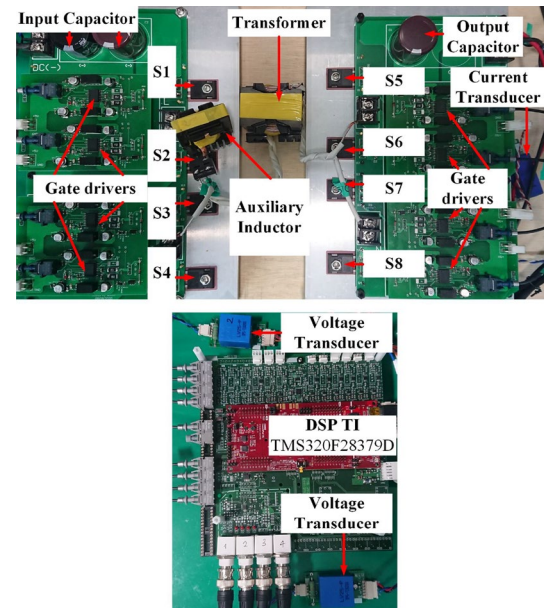 Input Capacitor
Transformer
Output
Capacitor
DC(-)
S1
S5
Current
Transducer
S2
S6
Gate drivers
S7
Gate
drivers
Auxiliary
Inductor
S3
S4
S8
Voltage
Transducer
DSP TI
TMS320F28379D
Voltage
Transducer